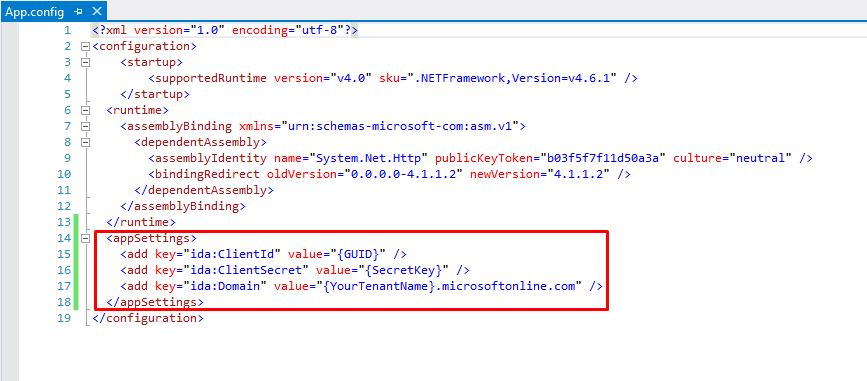 App.config
1 <?xml version="1.0" encoding="utf-8"?>
2 <configuration>
3 <startup>
4 <supportedRuntime version="v4.0" sku=".NETFramework,Version=v4.6.1" />
5 </startup>
6 <runtime>
7 <assemblyBinding xmlns="urn:schemas-microsoft-com:asm.v1">
8 <dependentAssembly>
9 <assemblyIdentity name="System.Net.Http" publicKeyToken="b03f5f7f11d50a3a" culture="neutral" />
10 <bindingRedirect oldVersion="0.0.0.0-4.1.1.2" newVersion="4.1.1.2" />
11 </dependentAssembly>
12 </assemblyBinding>
13 </runtime>
14 <appSettings>
15 <add key="ida:ClientId" value="{GUID}" />
16 <add key="ida:ClientSecret" value="{SecretKey}" />
17 <add key="ida:Domain" value="{YourTenantName}.microsoftonline.com" />
18 </appSettings>
19 </configuration>